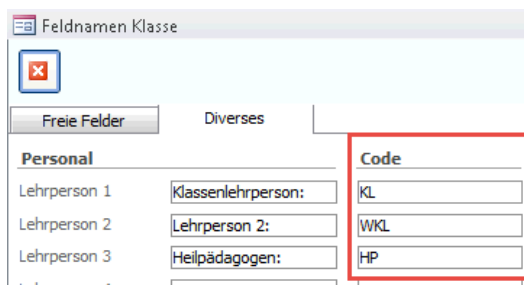 Feldnamen Klasse
Freie Felder Diverses
Personal Code
Lehrperson 1 Klassenlehrperson: KL
Lehrperson 2 Lehrperson 2: WKL
Lehrperson 3 Heilpädagogen: HP